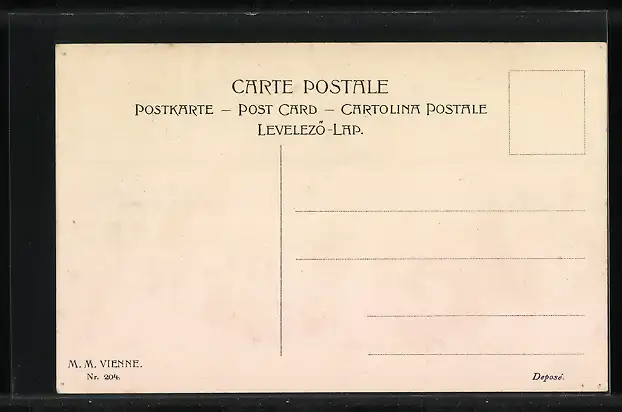 CARTE POSTALE
POSTKARTE – POST CARD – CARTOLINA POSTALE
LEVELEZŐ-LAP.
M. M. VIENNE.
Nr. 204.
Deposé.